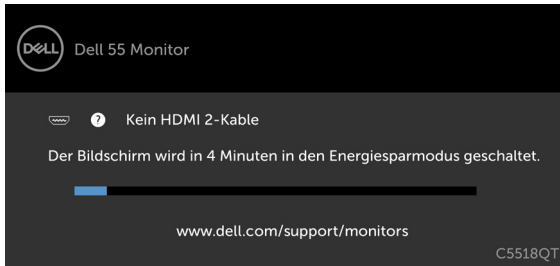 DELL
Dell 55 Monitor
? Kein HDMI 2-Kable
Der Bildschirm wird in 4 Minuten in den Energiesparmodus geschaltet.
www.dell.com/support/monitors
C5518QT